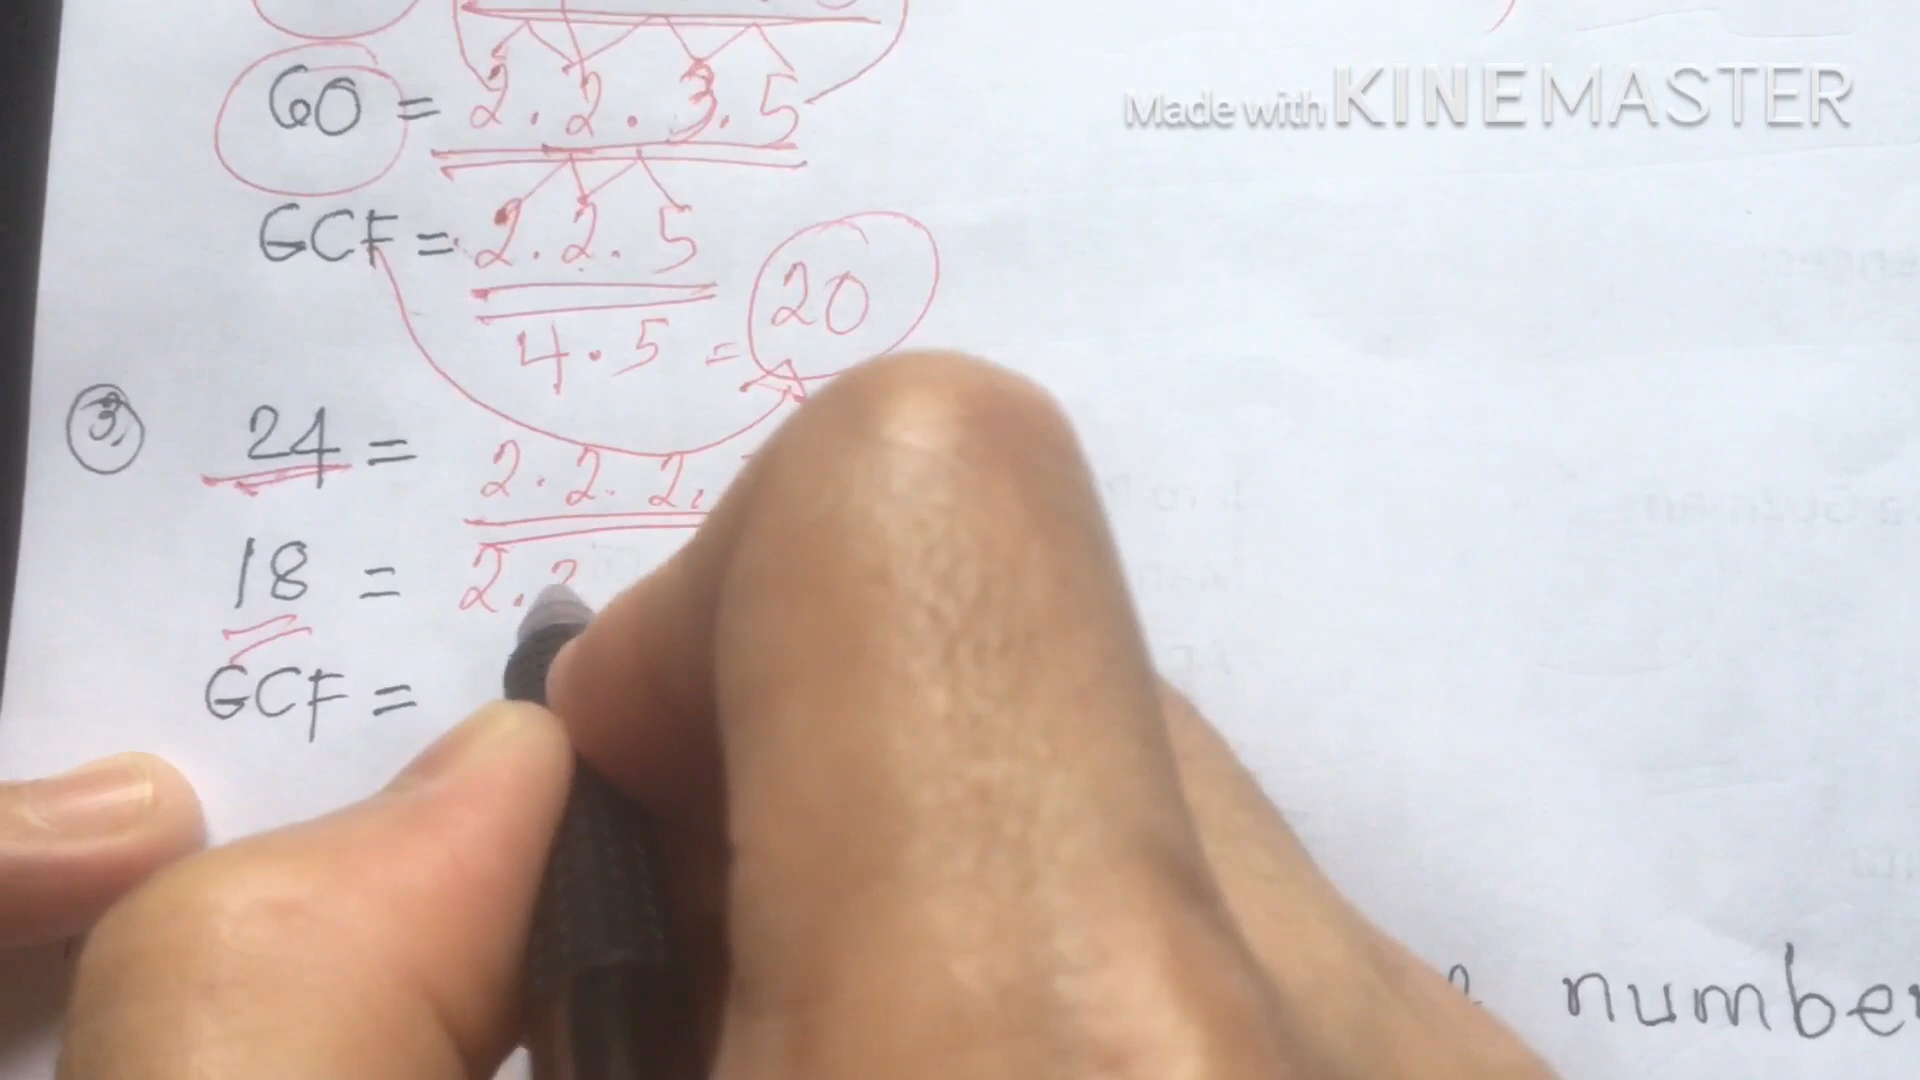 Made with KINEMASTER
60 = 2 . 2 . 3 . 5
GCF = 2 . 2 . 5
4 . 5 = 20
3, 24 = 2 . 2 . 2 .
18 = 2 .
GCF =
number